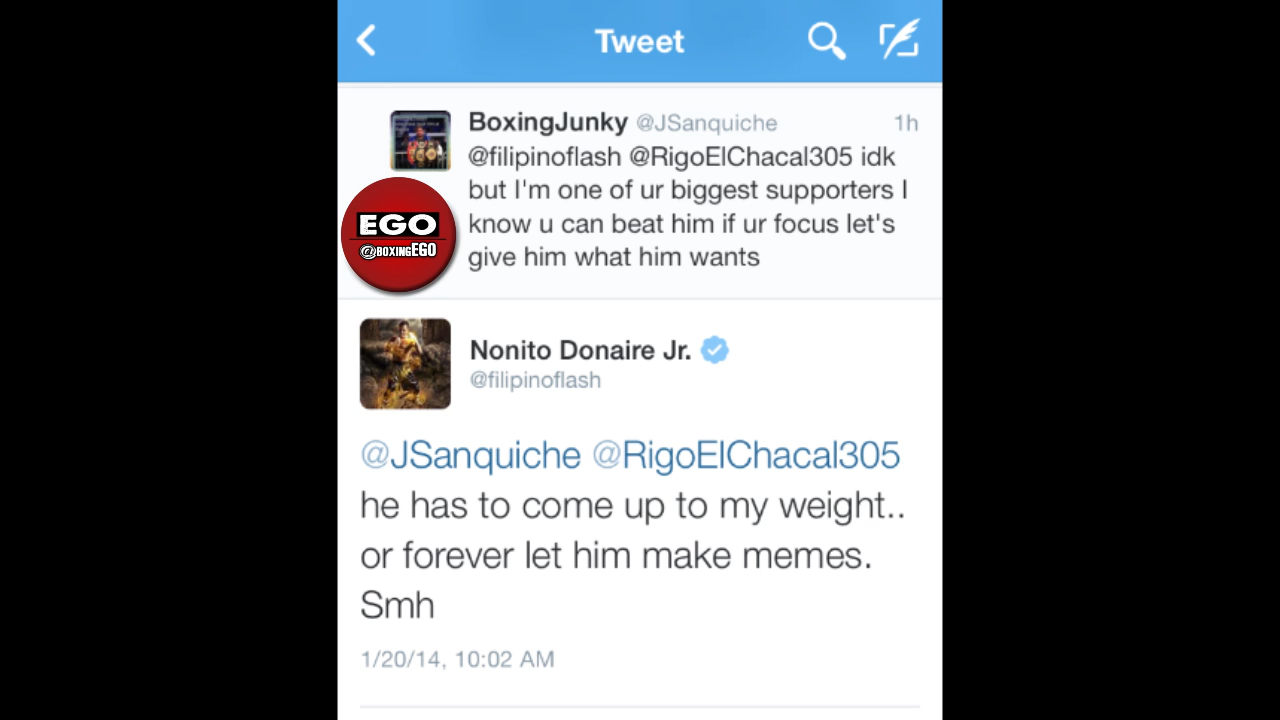 Tweet
BoxingJunky @JSanquiche 1h
@filipinoflash @RigoElChacal305 idk
but I'm one of ur biggest supporters I
know u can beat him if ur focus let's
give him what him wants
EGO
@BOXINGEGO
Nonito Donaire Jr.
@filipinoflash
@JSanquiche @RigoElChacal305
he has to come up to my weight..
or forever let him make memes.
Smh
1/20/14, 10:02 AM